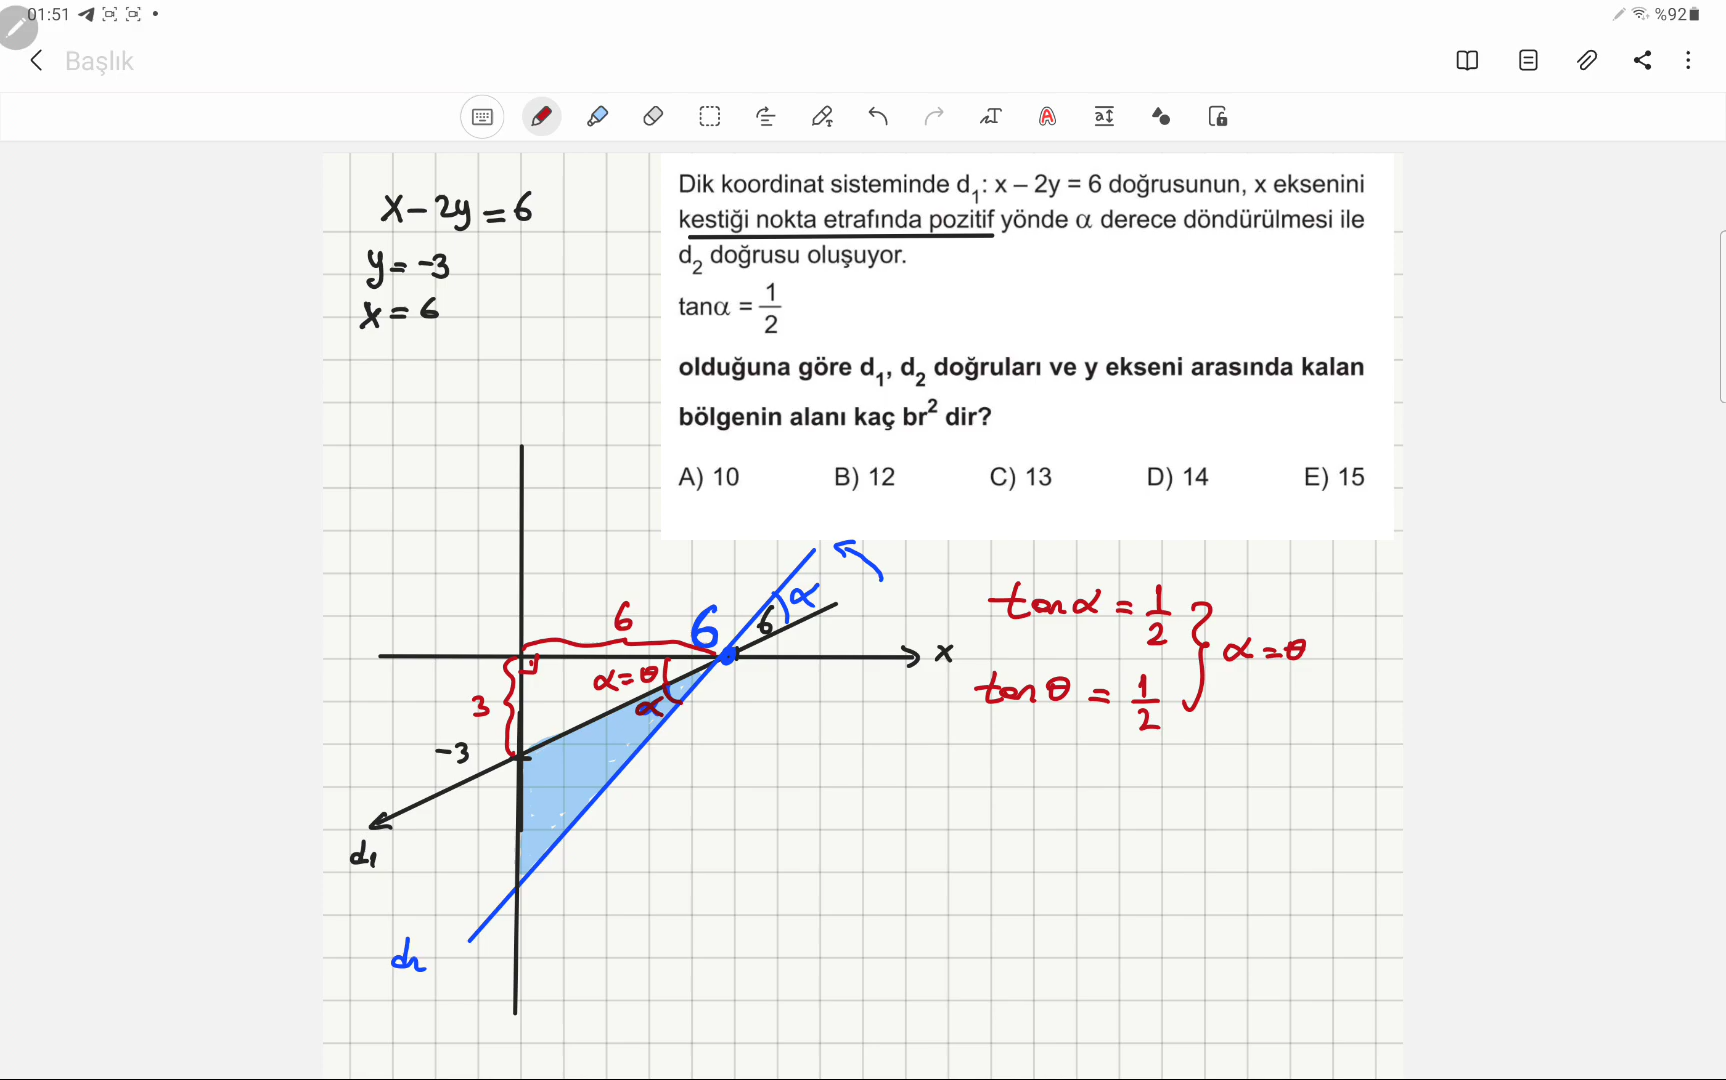 01:51
%92
Başlık
x - 2y = 6
y = -3
x = 6
Dik koordinat sisteminde d₁: x – 2y = 6 doğrusunun, x eksenini
kestiği nokta etrafında pozitif yönde α derece döndürülmesi ile
d₂ doğrusu oluşuyor.
tanα = 1/2
olduğuna göre d₁, d₂ doğruları ve y ekseni arasında kalan
bölgenin alanı kaç br² dir?
A) 10 B) 12 C) 13 D) 14 E) 15
6
6
6
α
x
α = θ
α
3
-3
d₁
d₂
tanα = 1/2
tanθ = 1/2
α = θ